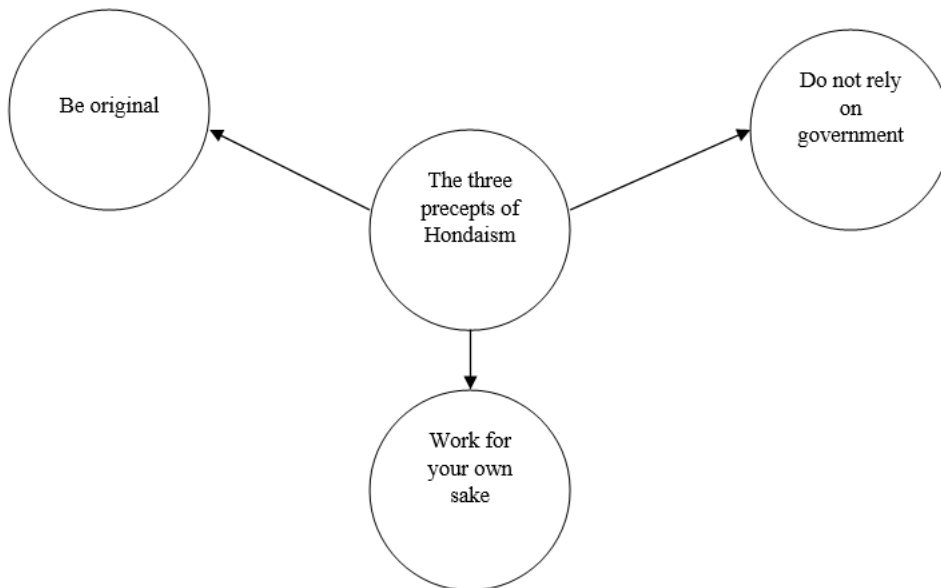 Be original
Do not rely
on
government
The three
precepts of
Hondaism
Work for
your own
sake